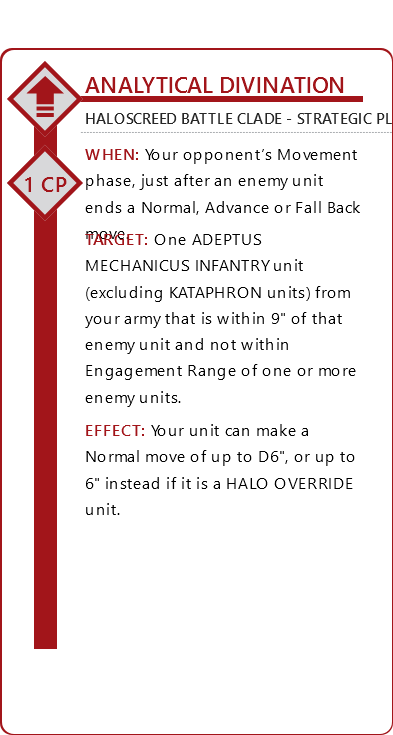 ANALYTICAL DIVINATION
HALOSCREED BATTLE CLADE - STRATEGIC PL
1 CP
WHEN: Your opponent's Movement
phase, just after an enemy unit
ends a Normal, Advance or Fall Back
move.
TARGET: One ADEPTUS
MECHANICUS INFANTRY unit
(excluding KATAPHRON units) from
your army that is within 9" of that
enemy unit and not within
Engagement Range of one or more
enemy units.
EFFECT: Your unit can make a
Normal move of up to D6", or up to
6" instead if it is a HALO OVERRIDE
unit.